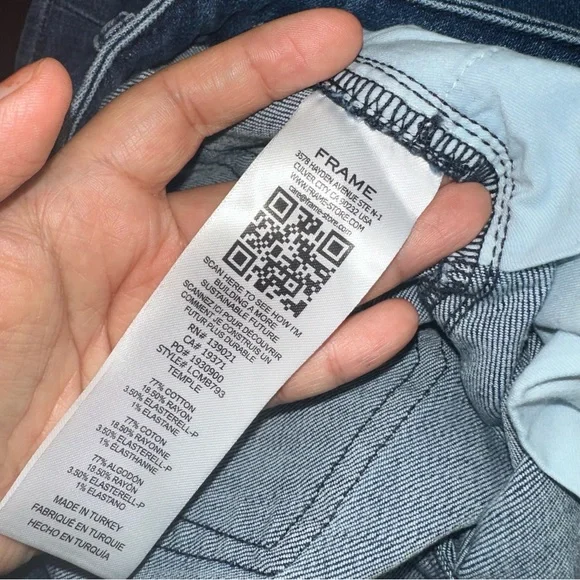 FRAME
3578 HAYDEN AVENUE STE N-1
CULVER CITY CA 90232 USA
WWW.FRAME-STORE.COM
care@frame-store.com
SCAN HERE TO SEE HOW I'M
BUILDING A MORE
SUSTAINABLE FUTURE
SCANNEZ ICI POUR DÉCOUVRIR
COMMENT JE CONSTRUIS UN
FUTUR PLUS DURABLE
RN# 139021
CA# 19371
PO# 1930900
STYLE# LCMB793
TEMPLE
77% COTTON
18.50% RAYON
3.50% ELASTERELL-P
1% ELASTANE
77% COTON
18.50% RAYONNE
3.50% ELASTERELL-P
1% ELASTHANNE
77% ALGODÓN
18.50% RAYÓN
3.50% ELASTERELL-P
1% ELASTANO
MADE IN TURKEY
FABRIQUÉ EN TURQUIE
HECHO EN TURQUÍA